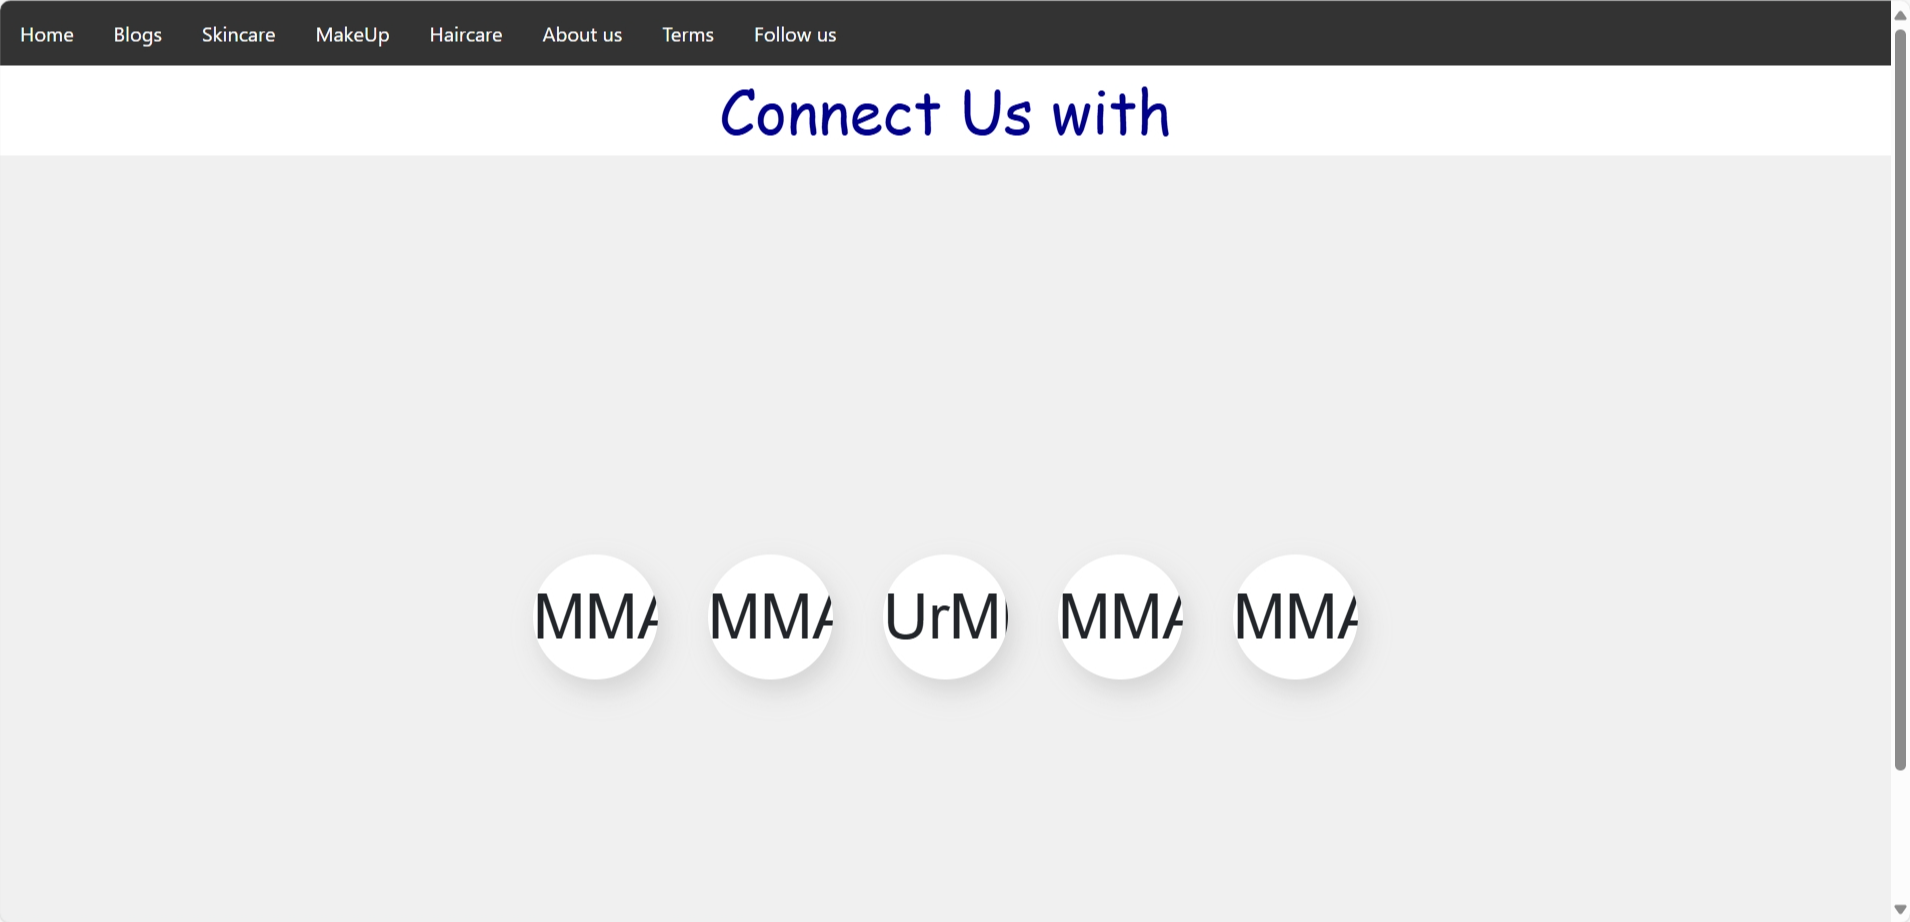 Home Blogs Skincare MakeUp Haircare About us Terms Follow us
Connect Us with
MMA MMA UrM MMA MMA